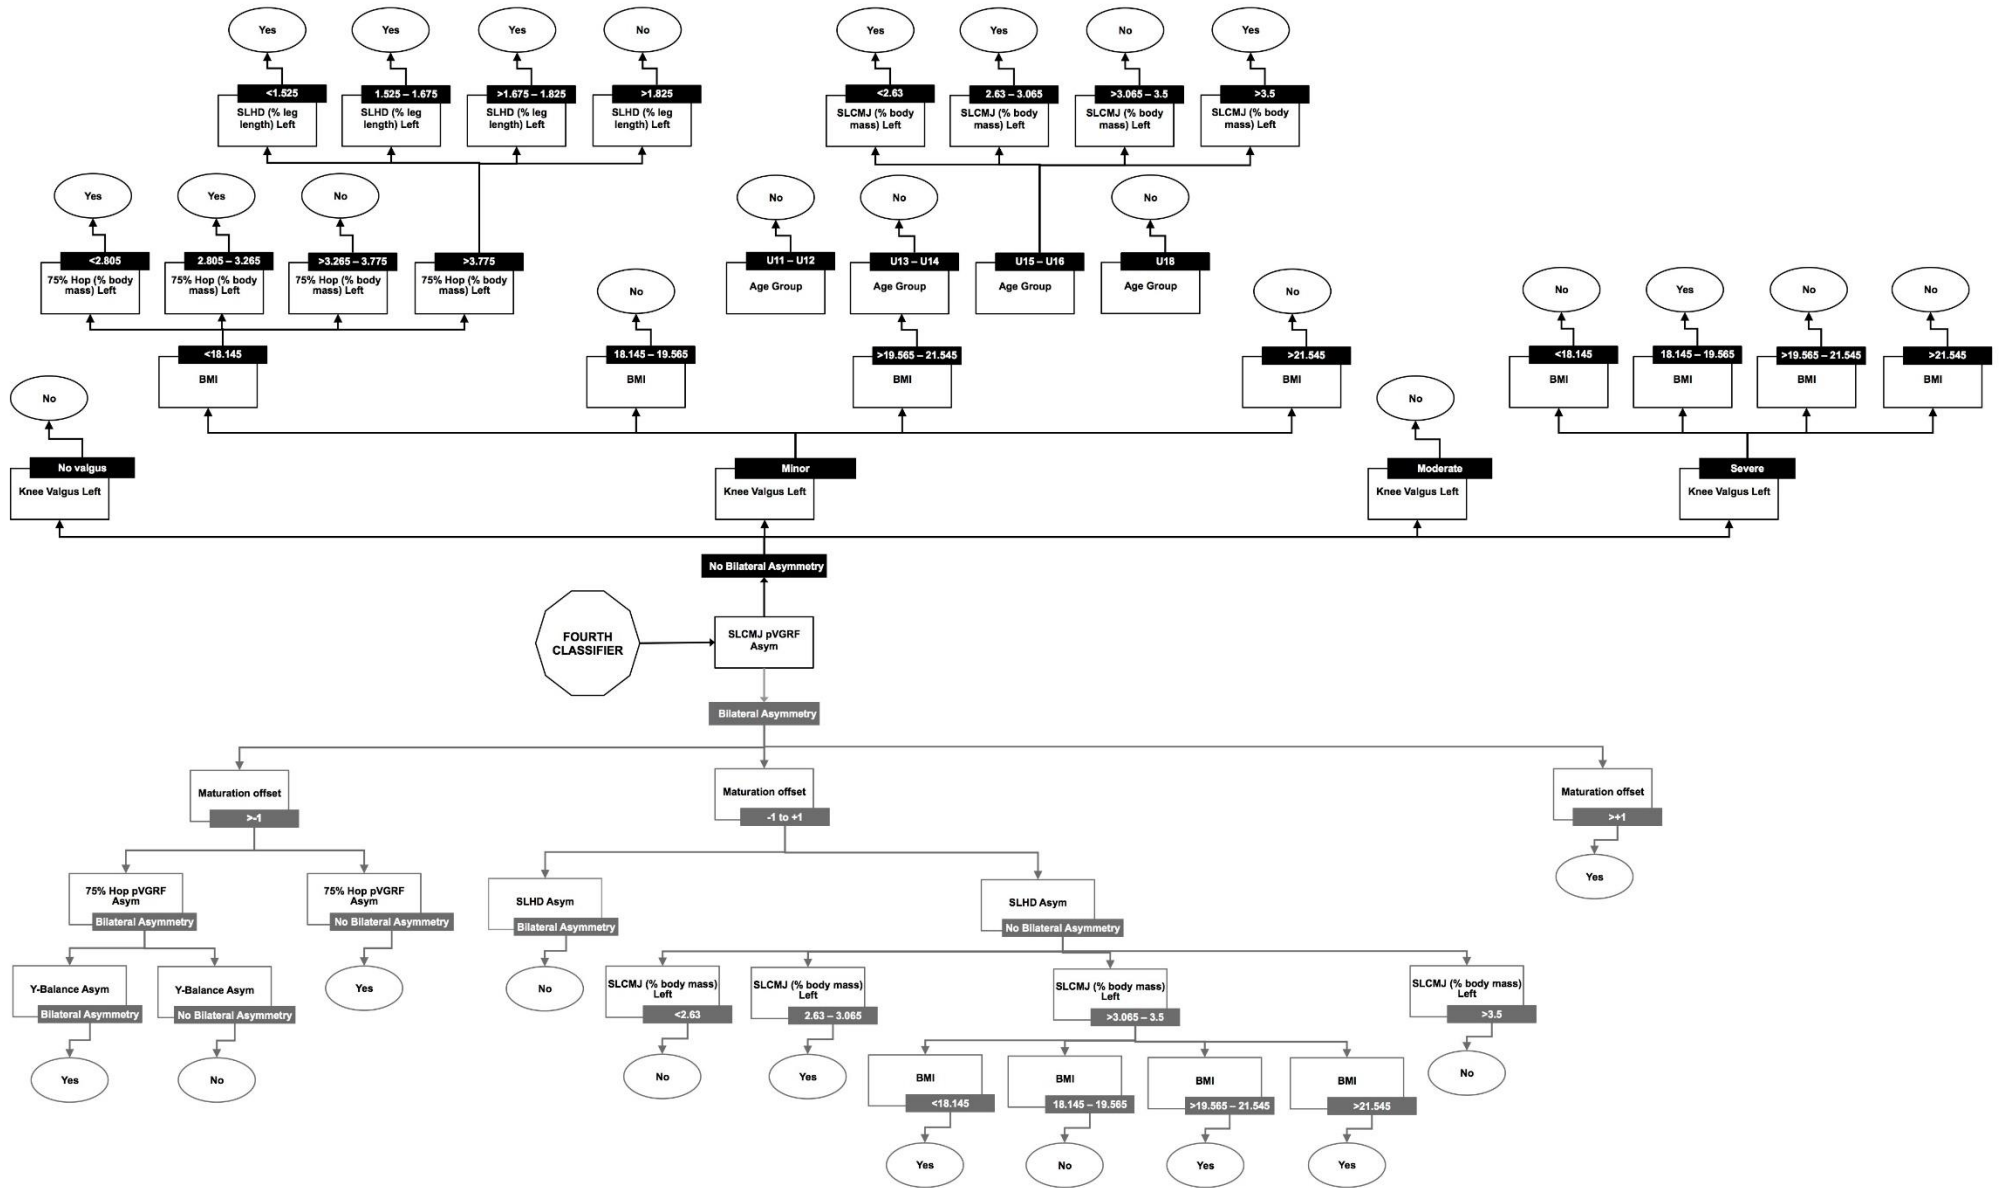 Yes
Yes
Yes
No
Yes
Yes
No
Yes
<1.525
1.525 – 1.675
>1.675 – 1.825
>1.825
<2.63
2.63 – 3.065
>3.065 – 3.5
>3.5
SLHD (% leg
length) Left
SLHD (% leg
length) Left
SLHD (% leg
length) Left
SLHD (% leg
length) Left
SLCMJ (% body
mass) Left
SLCMJ (% body
mass) Left
SLCMJ (% body
mass) Left
SLCMJ (% body
mass) Left
Yes
Yes
No
No
No
No
<2.805
2.805 – 3.265
>3.265 – 3.775
>3.775
U11 – U12
U13 – U14
U15 – U16
U18
75% Hop (% body
mass) Left
75% Hop (% body
mass) Left
75% Hop (% body
mass) Left
75% Hop (% body
mass) Left
Age Group
Age Group
Age Group
Age Group
No
No
No
Yes
No
No
<18.145
18.145 – 19.565
>19.565 – 21.545
>21.545
<18.145
18.145 – 19.565
>19.565 – 21.545
>21.545
BMI
BMI
BMI
BMI
BMI
BMI
BMI
BMI
No
No
No valgus
Minor
Moderate
Severe
Knee Valgus Left
Knee Valgus Left
Knee Valgus Left
Knee Valgus Left
No Bilateral Asymmetry
FOURTH
CLASSIFIER
SLCMJ pVGRF
Asym
Bilateral Asymmetry
Maturation offset
>-1
Maturation offset
-1 to +1
Maturation offset
>+1
75% Hop pVGRF
Asym
Bilateral Asymmetry
75% Hop pVGRF
Asym
No Bilateral Asymmetry
SLHD Asym
Bilateral Asymmetry
SLHD Asym
No Bilateral Asymmetry
Yes
Y-Balance Asym
Bilateral Asymmetry
Y-Balance Asym
No Bilateral Asymmetry
Yes
No
SLCMJ (% body mass)
Left
<2.63
SLCMJ (% body mass)
Left
2.63 – 3.065
SLCMJ (% body mass)
Left
>3.065 – 3.5
SLCMJ (% body mass)
Left
>3.5
Yes
No
No
Yes
No
BMI
<18.145
BMI
18.145 – 19.565
BMI
>19.565 – 21.545
BMI
>21.545
Yes
No
Yes
Yes